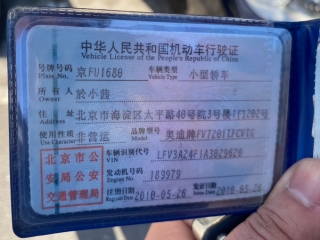 中华人民共和国机动车行驶证
Vehicle License of the People's Republic of China
号牌号码 京FU1680 车辆类型 小型轿车
Plate No. Vehicle Type
所有人 於小茜
Owner
住址 北京市海淀区太平路40号院3号楼
Address
使用性质 非营运 品牌型号 奥迪牌FV7201TFCVTG
Use Character Model
北京市公 车辆识别代号
VIN
安局公安 发动机号码 189979
Engine No.
交通管理局 注册日期 2010-05-26 发证日期 2010-05-26
Register Date Issue Date